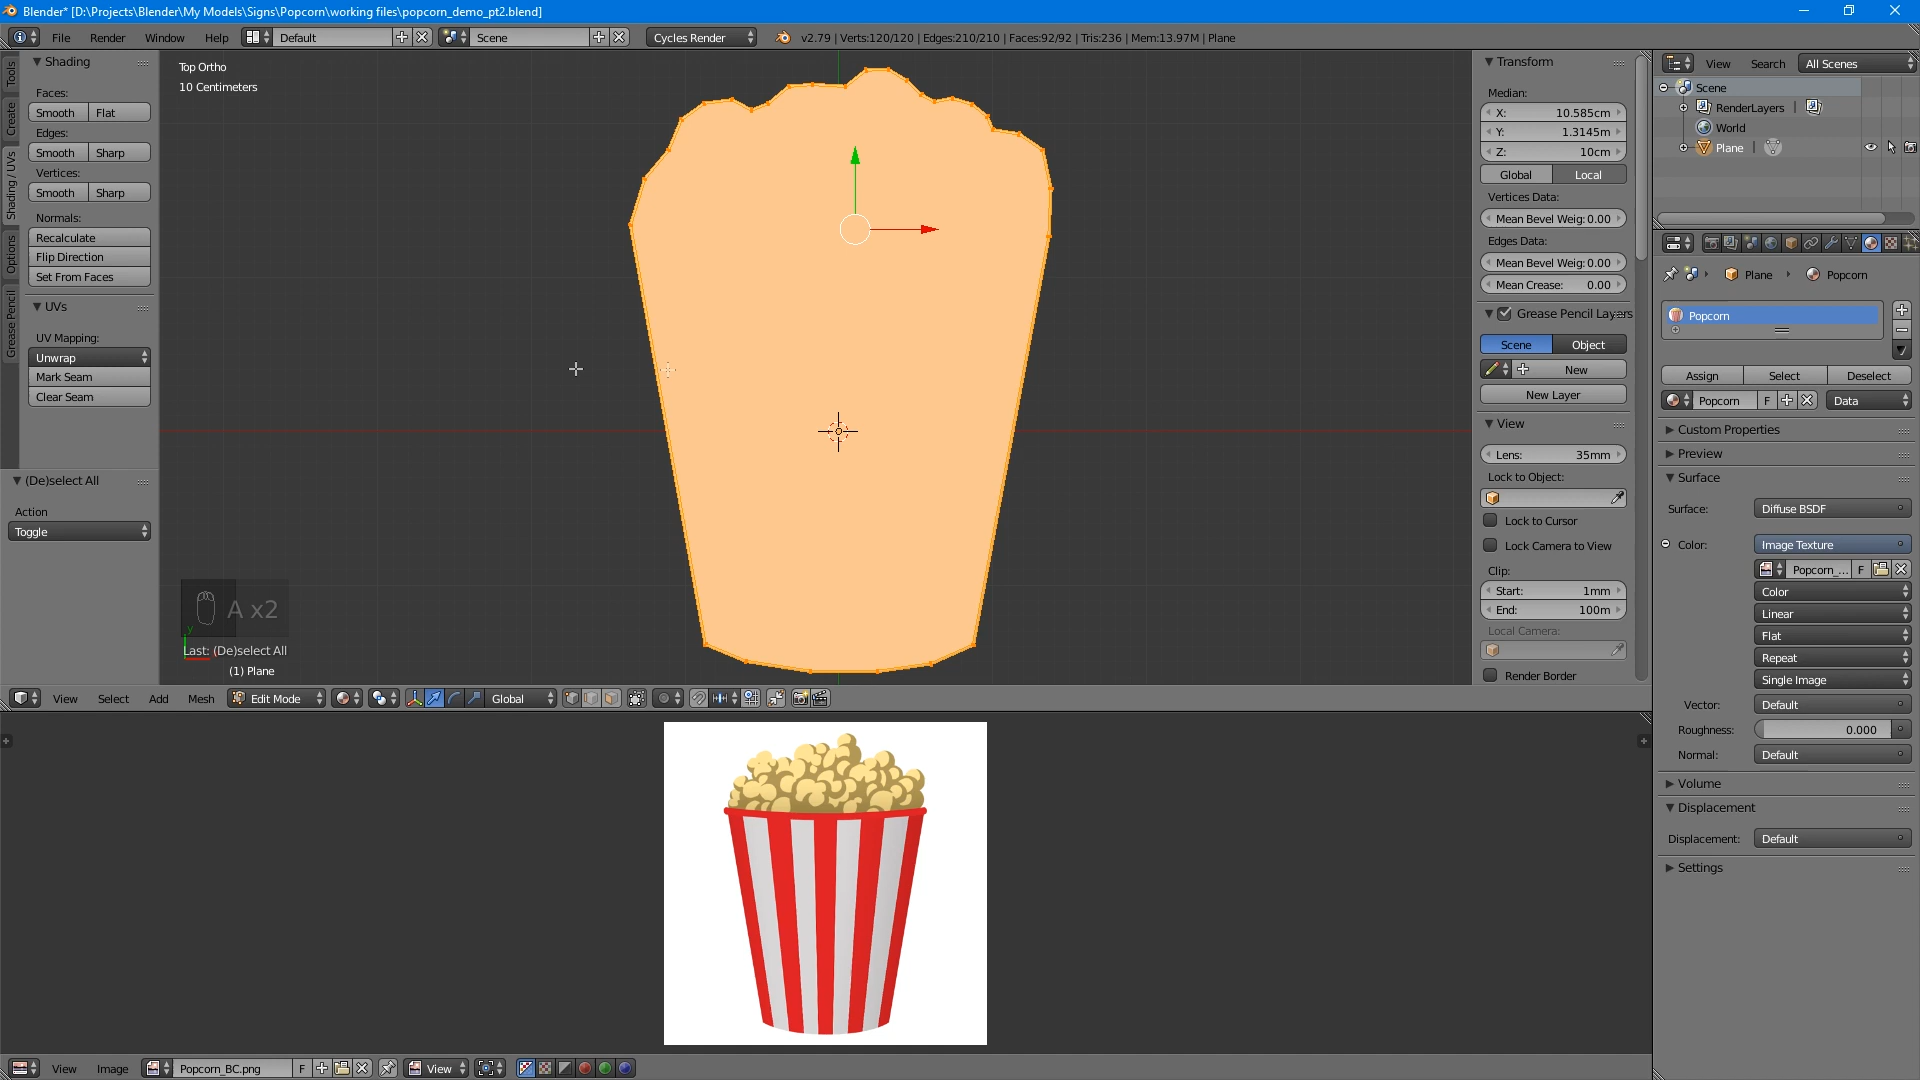 Blender* [D:\Projects\Blender\My Models\Signs\Popcorn\working files\popcorn_demo_pt2.blend]
File Render Window Help Default Scene Cycles Render v2.79 | Verts:120/120 | Edges:210/210 | Faces:92/92 | Tris:236 | Mem:13.97M | Plane
Tools
Create
Shading / UVs
Options
Grease Pencil
Shading
Faces:
Smooth Flat
Edges:
Smooth Sharp
Vertices:
Smooth Sharp
Normals:
Recalculate
Flip Direction
Set From Faces
UVs
UV Mapping:
Unwrap
Mark Seam
Clear Seam
(De)select All
Action
Toggle
Top Ortho
10 Centimeters
A x2
y
Last: (De)select All
(1) Plane
View Select Add Mesh Edit Mode Global
Transform
Median:
X: 10.585cm
Y: 1.3145m
Z: 10cm
Global Local
Vertices Data:
Mean Bevel Weig: 0.00
Edges Data:
Mean Bevel Weig: 0.00
Mean Crease: 0.00
Grease Pencil Layers
Scene Object
New
New Layer
View
Lens: 35mm
Lock to Object:
Lock to Cursor
Lock Camera to View
Clip:
Start: 1mm
End: 100m
Local Camera:
Render Border
View Search All Scenes
Scene
RenderLayers |
World
Plane |
Plane Popcorn
Popcorn
Assign Select Deselect
Popcorn F Data
Custom Properties
Preview
Surface
Surface: Diffuse BSDF
Color: Image Texture
Popcorn_... F
Color
Linear
Flat
Repeat
Single Image
Vector: Default
Roughness: 0.000
Normal: Default
Volume
Displacement
Displacement: Default
Settings
View Image Popcorn_BC.png F View